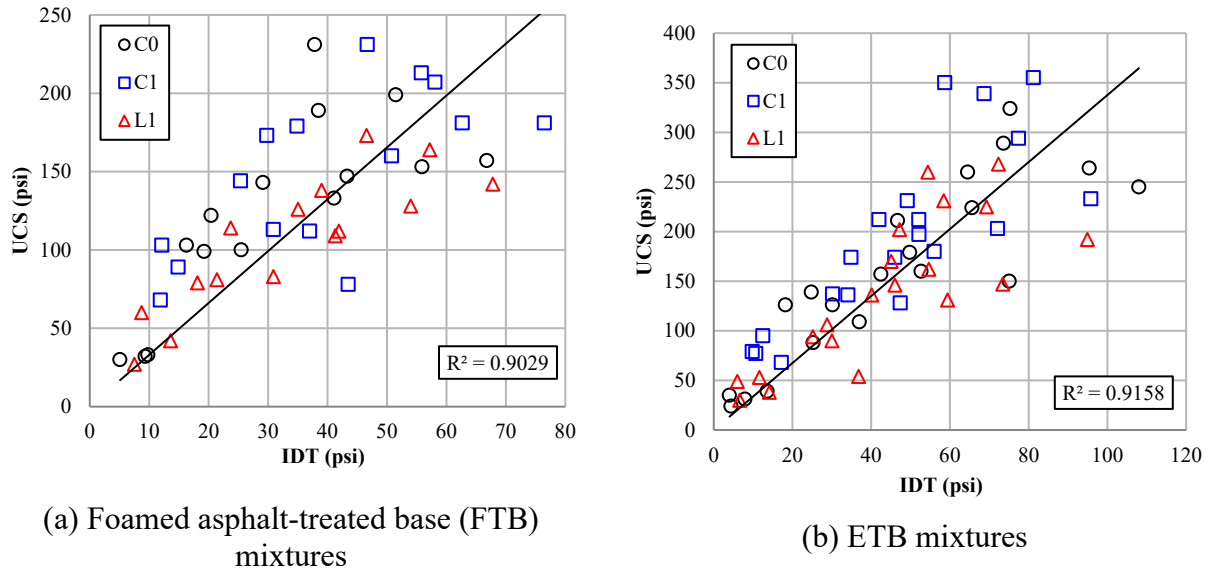 250
200
150
100
50
0
UCS (psi)
C0
C1
L1
R² = 0.9029
0 10 20 30 40 50 60 70 80
IDT (psi)
(a) Foamed asphalt-treated base (FTB)
mixtures
400
350
300
250
200
150
100
50
0
UCS (psi)
C0
C1
L1
R² = 0.9158
0 20 40 60 80 100 120
IDT (psi)
(b) ETB mixtures